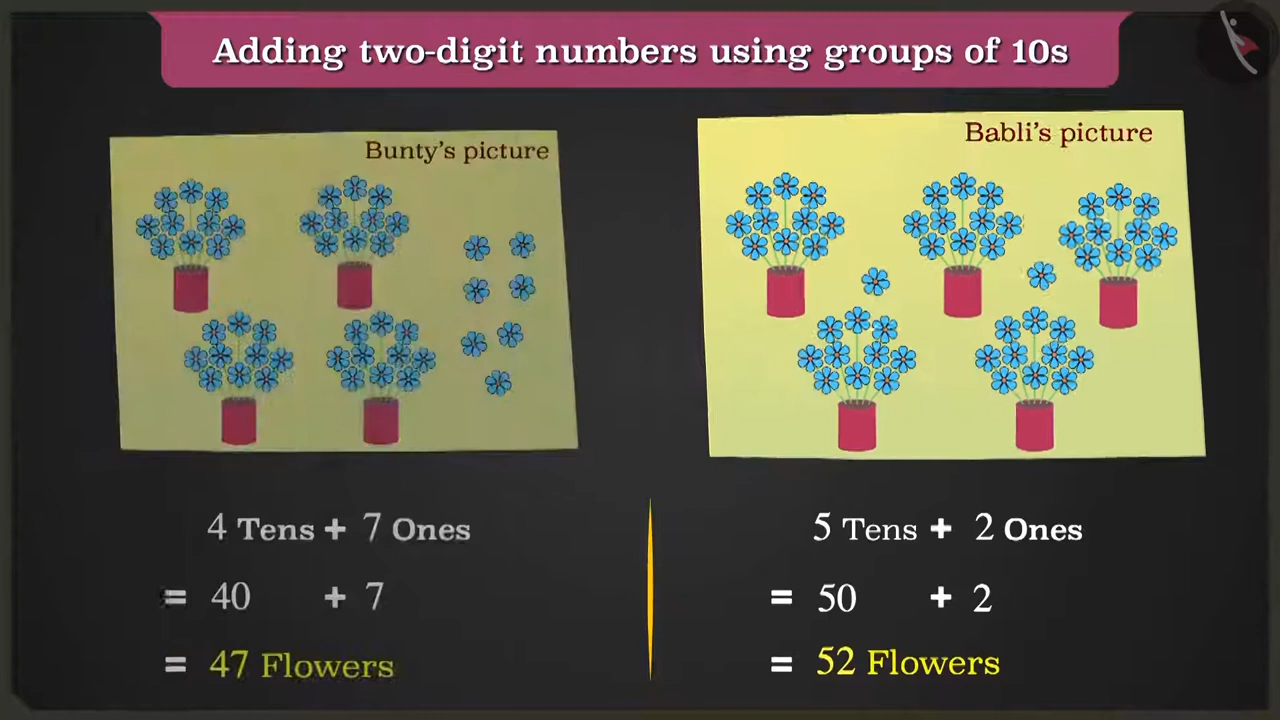 Adding two-digit numbers using groups of 10s
Bunty's picture
4 Tens + 7 Ones
= 40 + 7
= 47 Flowers
Babli's picture
5 Tens + 2 Ones
= 50 + 2
= 52 Flowers